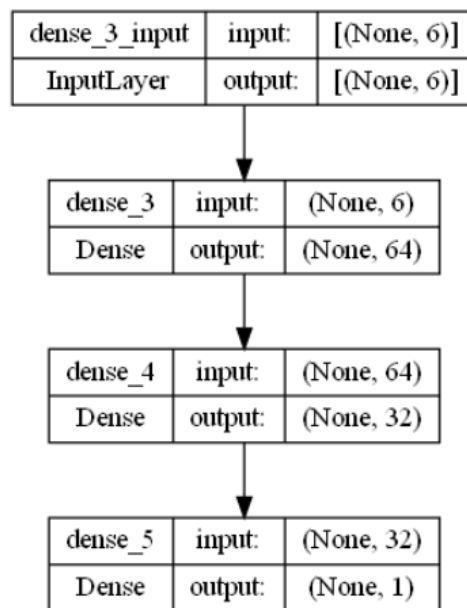 dense_3_input input: [(None, 6)]
InputLayer output: [(None, 6)]
dense_3 input: (None, 6)
Dense output: (None, 64)
dense_4 input: (None, 64)
Dense output: (None, 32)
dense_5 input: (None, 32)
Dense output: (None, 1)